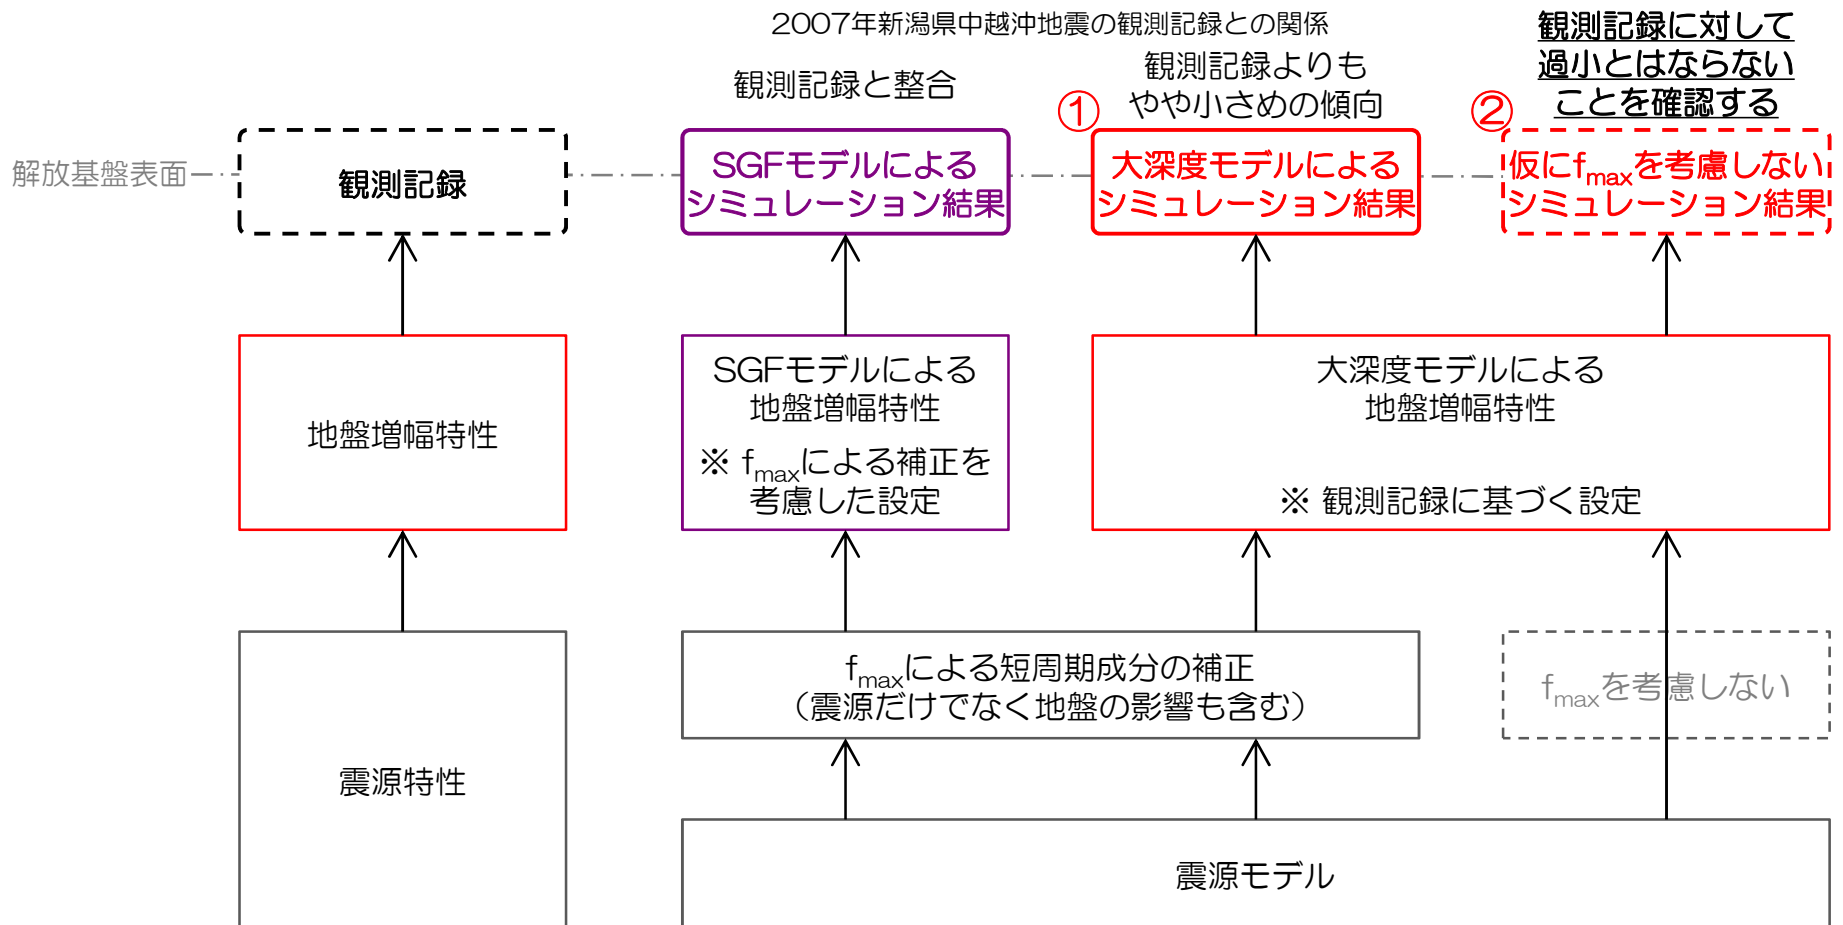 2007年新潟県中越沖地震の観測記録との関係
観測記録と整合
観測記録よりも
やや小さめの傾向
観測記録に対して
過小とはならない
ことを確認する
①
②
解放基盤表面
観測記録
SGFモデルによる
シミュレーション結果
大深度モデルによる
シミュレーション結果
仮にfmaxを考慮しない
シミュレーション結果
地盤増幅特性
SGFモデルによる
地盤増幅特性
※ fmaxによる補正を
考慮した設定
大深度モデルによる
地盤増幅特性
※ 観測記録に基づく設定
震源特性
fmaxによる短周期成分の補正
（震源だけでなく地盤の影響も含む）
fmaxを考慮しない
震源モデル